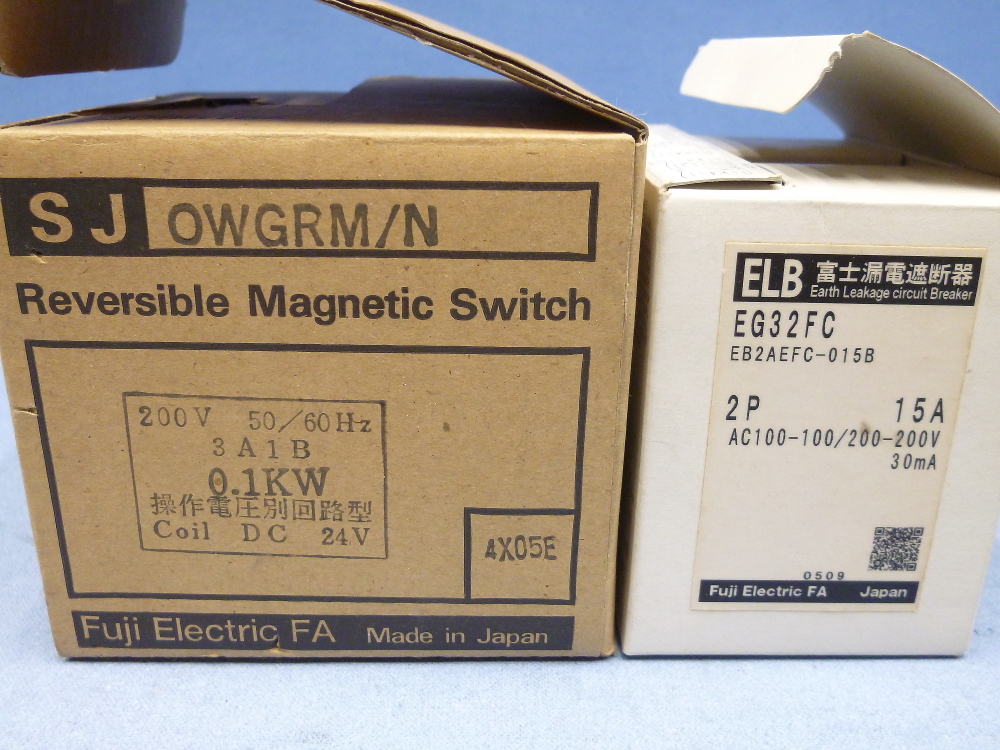 SJ OWGRM/N
Reversible Magnetic Switch
200V 50/60Hz
3A1B
0.1KW
操作電圧別回路型
Coil DC 24V
4X05E
Fuji Electric FA Made in Japan
ELB 富士漏電遮断器
Earth Leakage circuit Breaker
EG32FC
EB2AEFC-015B
2P 15A
AC100-100/200-200V
30mA
0509
Fuji Electric FA Japan